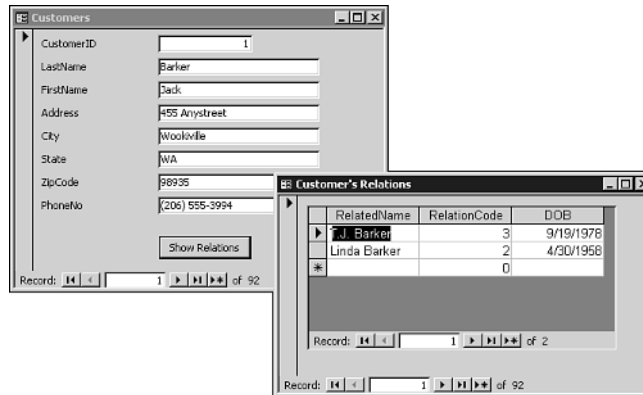 Customers
CustomerID 1
LastName Barker
FirstName Jack
Address 455 Anystreet
City Wookiville
State WA
ZipCode 98935
PhoneNo (206) 555-3994
Show Relations
Record: 1 of 92
Customer's Relations
RelatedName RelationCode DOB
T.J. Barker 3 9/19/1978
Linda Barker 2 4/30/1958
0
Record: 1 of 2
Record: 1 of 92